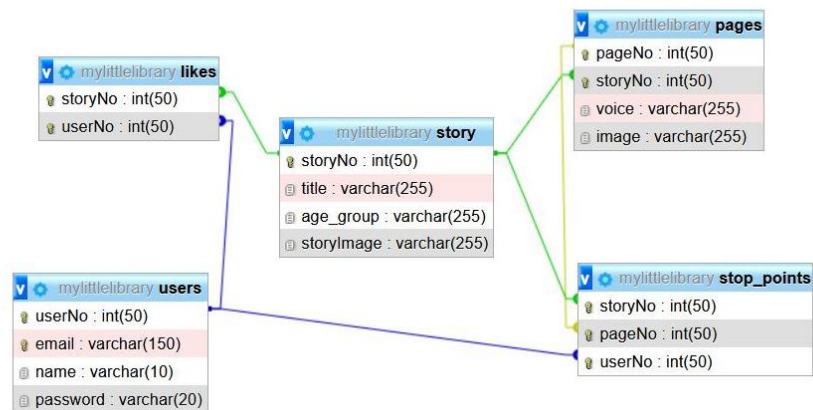 v mylittlelibrary likes
storyNo : int(50)
userNo : int(50)
v mylittlelibrary story
storyNo : int(50)
title : varchar(255)
age_group : varchar(255)
storyImage : varchar(255)
v mylittlelibrary pages
pageNo : int(50)
storyNo : int(50)
voice : varchar(255)
image : varchar(255)
v mylittlelibrary users
userNo : int(50)
email : varchar(150)
name : varchar(10)
password : varchar(20)
v mylittlelibrary stop_points
storyNo : int(50)
pageNo : int(50)
userNo : int(50)